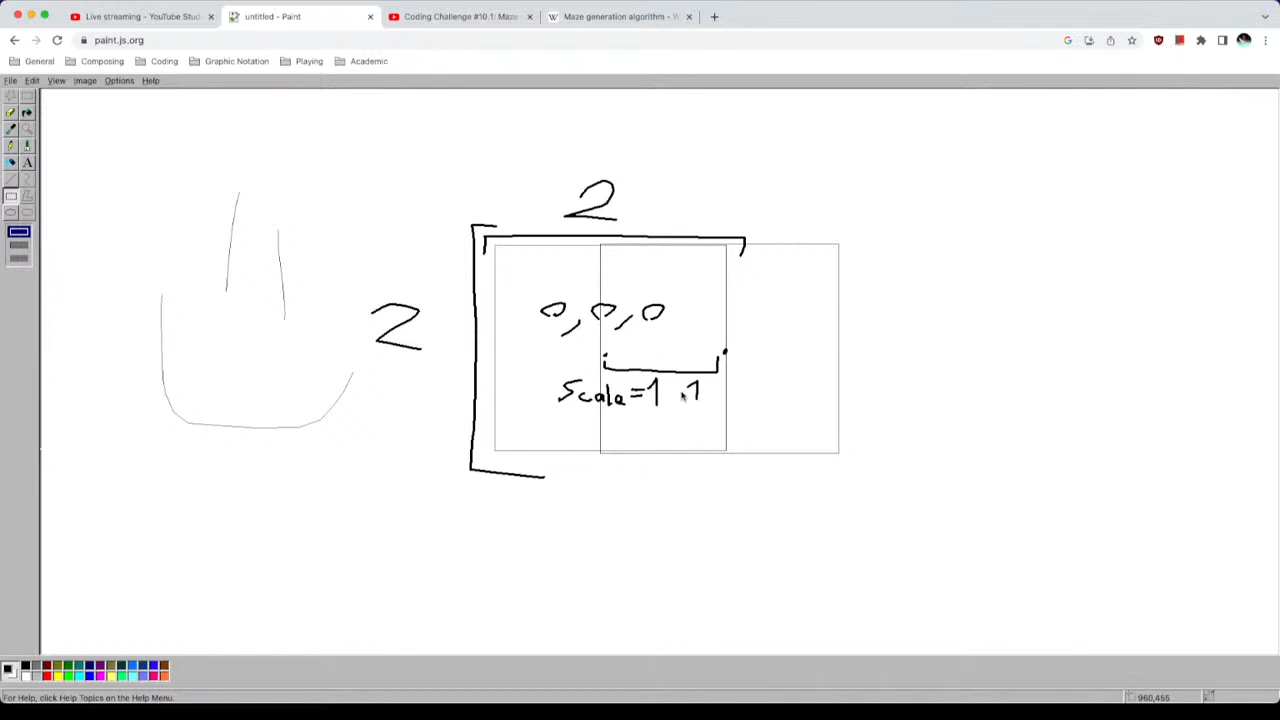 Live streaming - YouTube Stud
untitled - Paint
Coding Challenge #10.1: Maze
Maze generation algorithm - W
paint.js.org
General
Composing
Coding
Graphic Notation
Playing
Academic
File Edit View Image Options Help
2
2
0,0,0
Scala=1 .1
For Help, click Help Topics on the Help Menu.
960,455